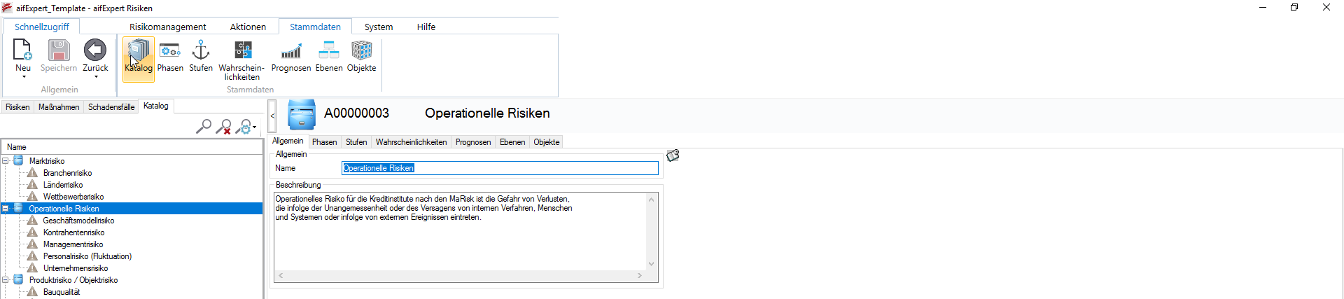 aifExpert_Template - aifExpert Risiken
Schnellzugriff Risikomanagement Aktionen Stammdaten System Hilfe
Neu Speichern Zurück Katalog Phasen Stufen Wahrschein-lichkeiten Prognosen Ebenen Objekte
Allgemein Stammdaten
Risiken Maßnahmen Schadensfälle Katalog
< A00000003 Operationelle Risiken
Allgemein Phasen Stufen Wahrscheinlichkeiten Prognosen Ebenen Objekte
Name
Marktrisiko
Branchenrisiko
Länderrisiko
Wettbewerbsrisiko
Operationelle Risiken
Geschäftsmodellrisiko
Kontrahentenrisiko
Managementrisiko
Personalrisiko (Fluktuation)
Unternehmensrisiko
Produktrisiko / Objektrisiko
Bauqualität
Allgemein
Name Operationelle Risiken
Beschreibung
Operationelles Risiko für die Kreditinstitute nach den MaRisk ist die Gefahr von Verlusten,
die infolge der Unangemessenheit oder des Versagens von internen Verfahren, Menschen
und Systemen oder infolge von externen Ereignissen eintreten.